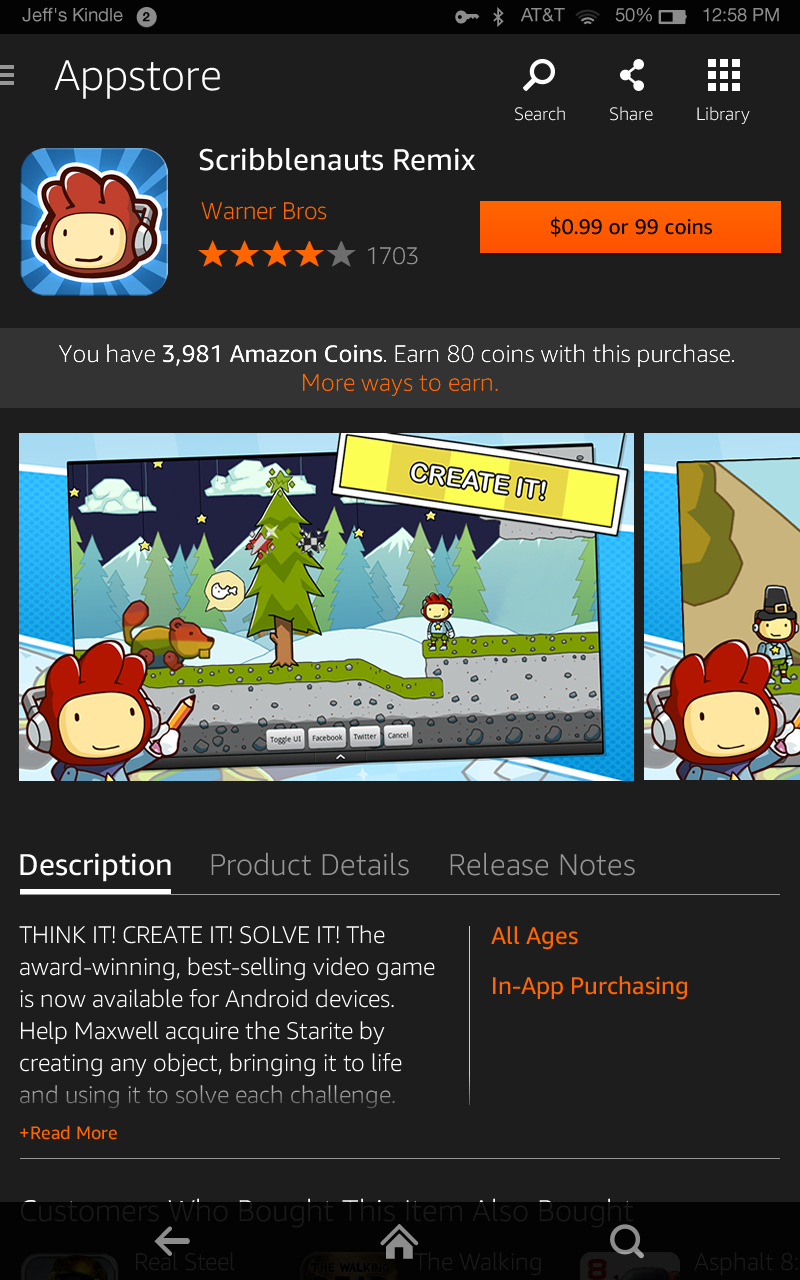 Jeff's Kindle 2 AT&T 50% 12:58 PM
Appstore
Search Share Library
Scribblenauts Remix
Warner Bros
$0.99 or 99 coins
1703
You have 3,981 Amazon Coins. Earn 80 coins with this purchase.
More ways to earn.
CREATE IT!
Toggle UI Facebook Twitter Cancel
Description Product Details Release Notes
THINK IT! CREATE IT! SOLVE IT! The
award-winning, best-selling video game
is now available for Android devices.
Help Maxwell acquire the Starite by
creating any object, bringing it to life
and using it to solve each challenge.
All Ages
In-App Purchasing
+Read More
Customers Who Bought This Item Also Bought
Real Steel
THE WALKING
The Walking
8
Asphalt 8: